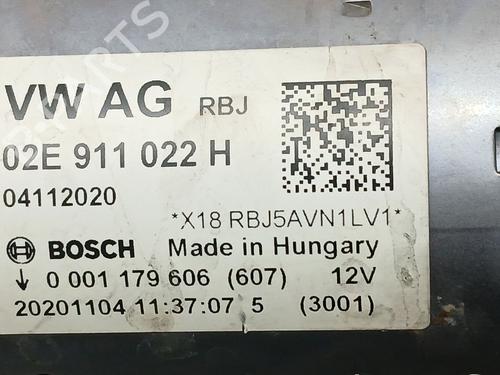 VW AG RBJ
02E 911 022 H
04112020
*X18 RBJ5AVN1LV1*
BOSCH Made in Hungary
↓ 0 001 179 606 (607) 12V
20201104 11:37:07 5 (3001)